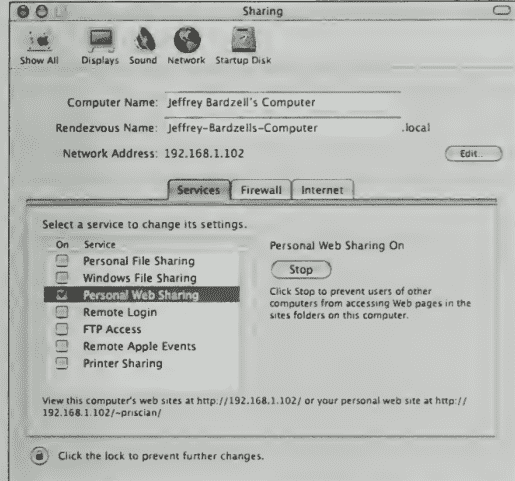 Sharing
Show All Displays Sound Network Startup Disk
Computer Name: Jeffrey Bardzell's Computer
Rendezvous Name: Jeffrey-Bardzells-Computer .local
Network Address: 192.168.1.102 Edit..
Services Firewall Internet
Select a service to change its settings.
On Service
Personal Web Sharing On
Personal File Sharing
Windows File Sharing
Stop
Personal Web Sharing
Click Stop to prevent users of other
Remote Login
computers from accessing Web pages in the
FTP Access
sites folders on this computer.
Remote Apple Events
Printer Sharing
View this computer's web sites at http://192.168.1.102/ or your personal web site at http://
192.168.1.102/~priscian/
Click the lock to prevent further changes.